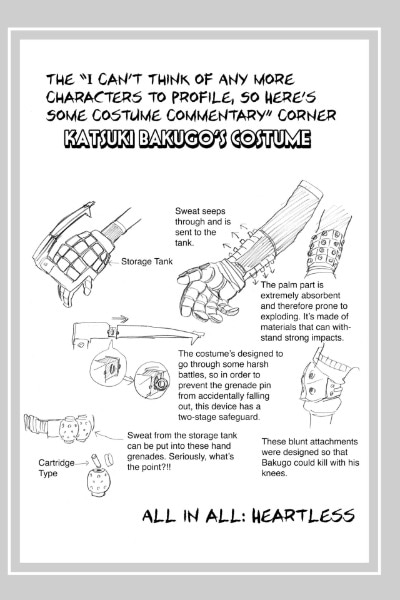 THE "I CAN'T THINK OF ANY MORE
CHARACTERS TO PROFILE, SO HERE'S
SOME COSTUME COMMENTARY" CORNER
KATSUKI BAKUGO'S COSTUME
Storage Tank
Sweat seeps
through and is
sent to the
tank.
The palm part is
extremely absorbent
and therefore prone to
exploding. It's made of
materials that can with-
stand strong impacts.
The costume's designed to
go through some harsh
battles, so in order to
prevent the grenade pin
from accidentally falling
out, this device has a
two-stage safeguard.
Sweat from the storage tank
can be put into these hand
grenades. Seriously, what's
the point?!!
Cartridge
Type
These blunt attachments
were designed so that
Bakugo could kill with his
knees.
ALL IN ALL: HEARTLESS